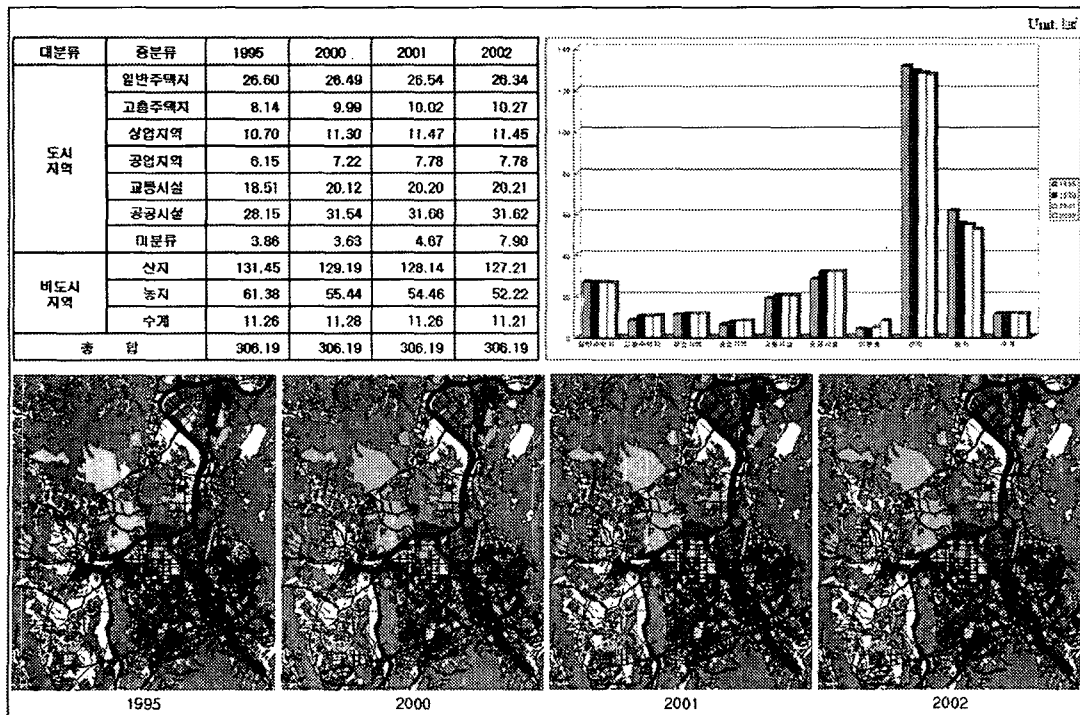 Unit. ㎢
대분류 중분류 1995 2000 2001 2002
도시
지역
일반주택지 26.60 26.49 26.54 26.34
고층주택지 8.14 9.99 10.02 10.27
상업지역 10.70 11.30 11.47 11.45
공업지역 6.15 7.22 7.78 7.78
교통시설 18.51 20.12 20.20 20.21
공공시설 28.15 31.54 31.66 31.62
미분류 3.86 3.63 4.67 7.90
비도시
지역
산지 131.45 129.19 128.14 127.21
농지 61.38 55.44 54.46 52.22
수계 11.26 11.28 11.26 11.21
총 합 306.19 306.19 306.19 306.19
1995 2000 2001 2002